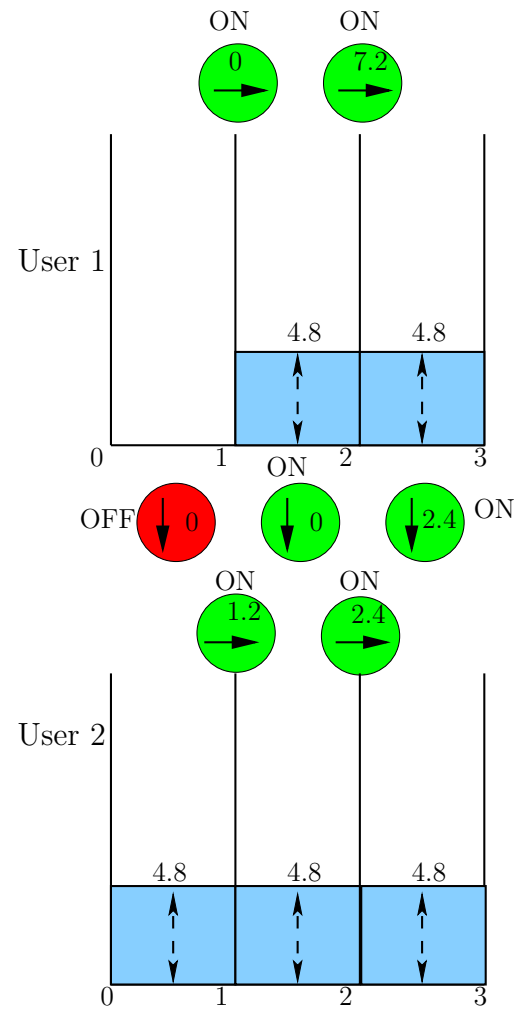 ON ON
0 7.2
User 1
4.8 4.8
0 1 2 3
ON
OFF 0 0 2.4 ON
ON ON
1.2 2.4
User 2
4.8 4.8 4.8
0 1 2 3